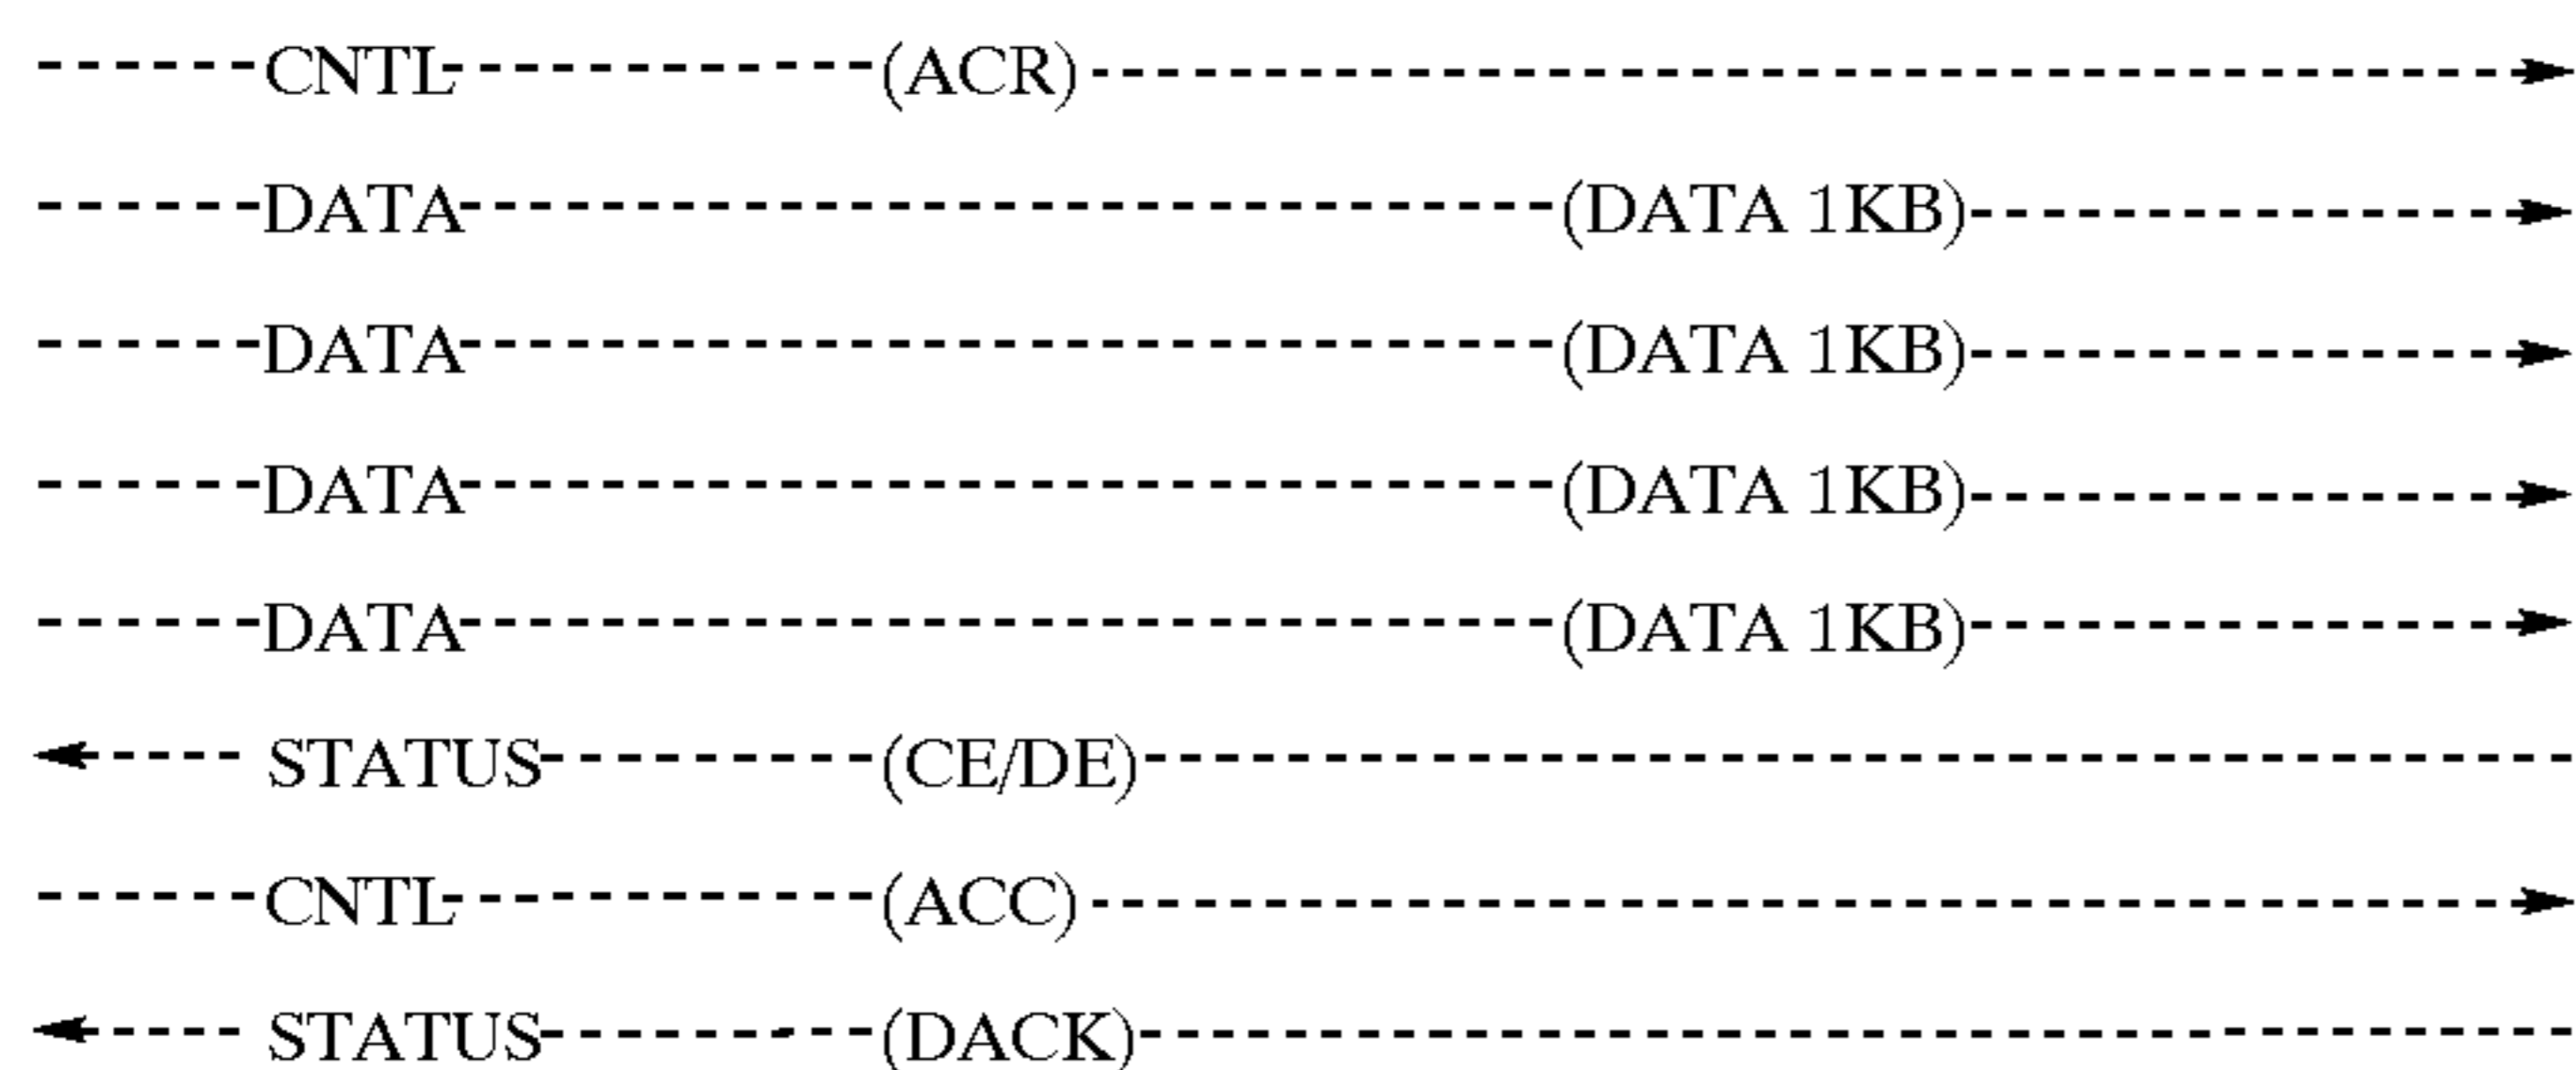 CNTL (ACR)
DATA (DATA 1KB)
DATA (DATA 1KB)
DATA (DATA 1KB)
DATA (DATA 1KB)
STATUS (CE/DE)
CNTL (ACC)
STATUS (DACK)